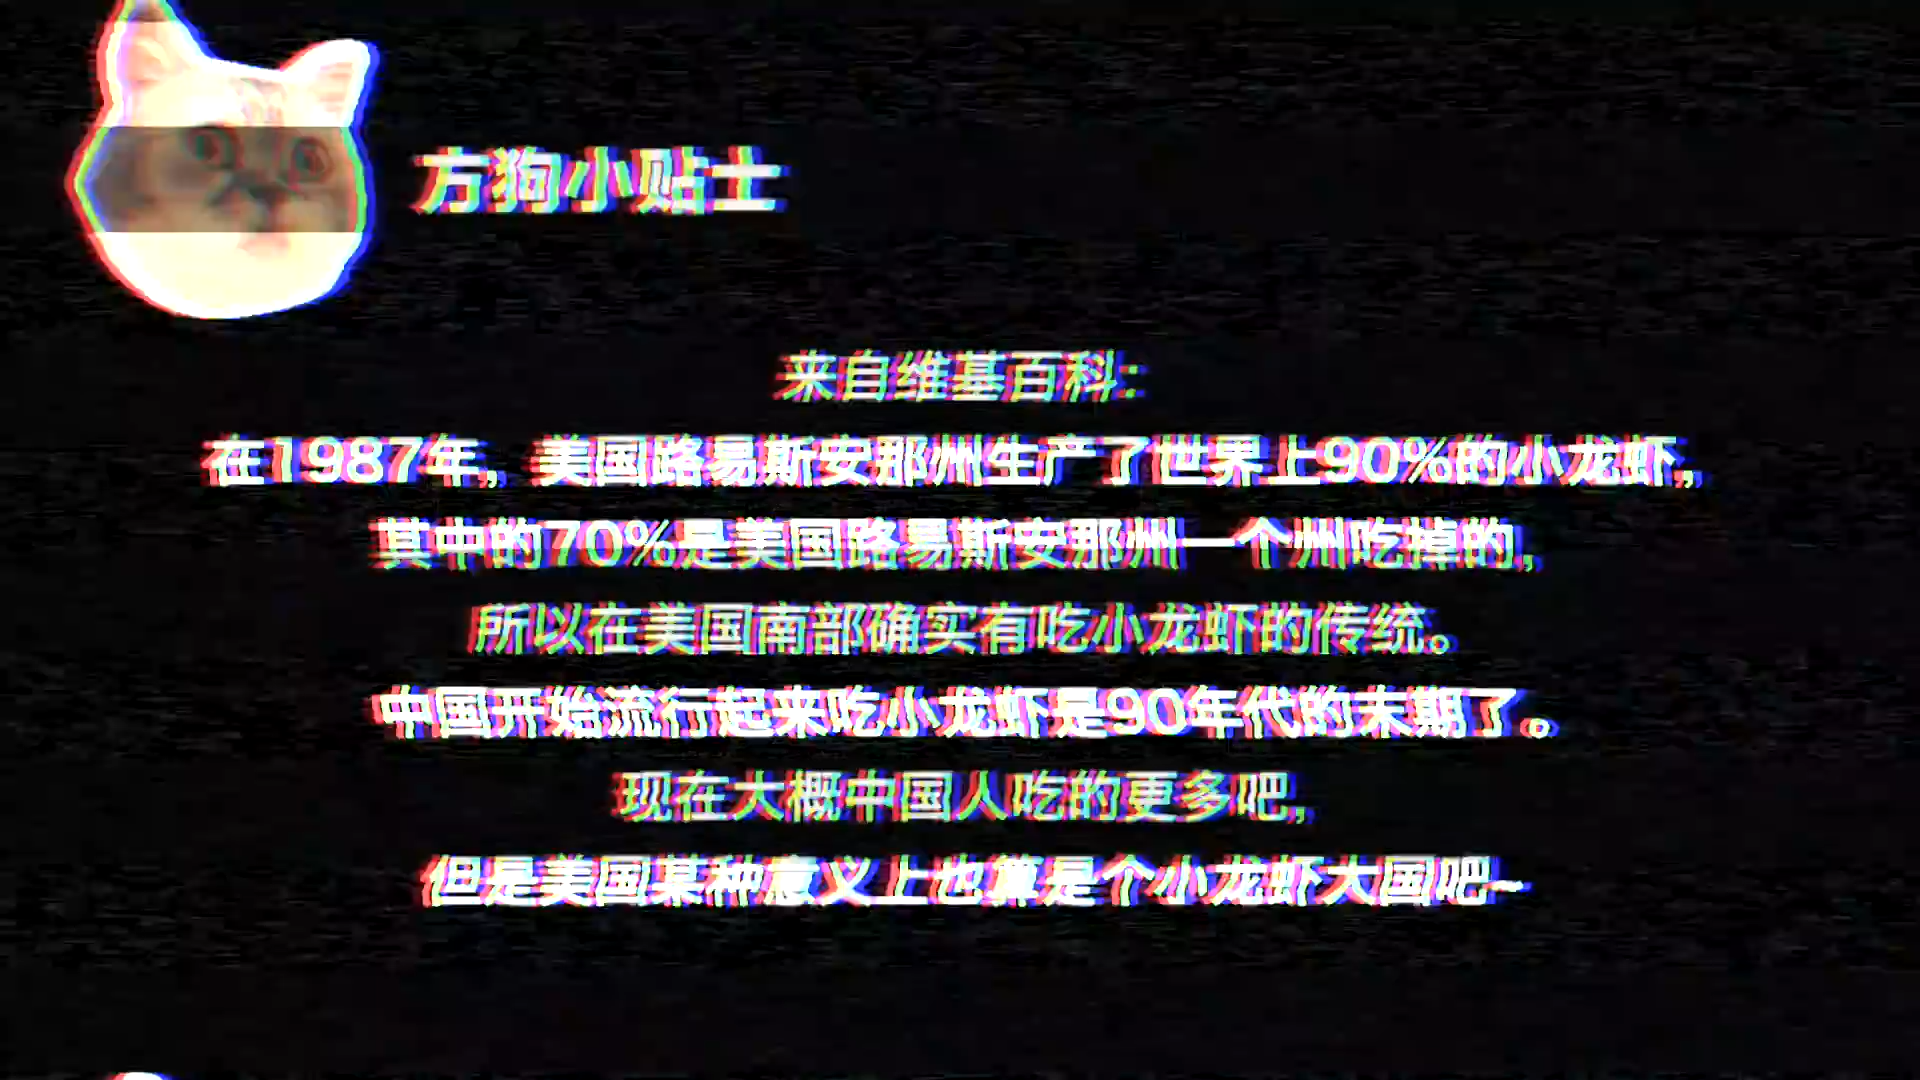 方狗小贴士
来自维基百科：
在1987年，美国路易斯安那州生产了世界上90%的小龙虾，
其中的70%是美国路易斯安那州一个州吃掉的，
所以在美国南部确实有吃小龙虾的传统。
中国开始流行起来吃小龙虾是90年代的末期了。
现在大概中国人吃的更多吧，
但是美国某种意义上也算是个小龙虾大国吧~